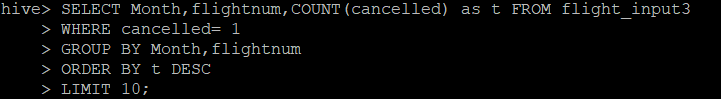 hive> SELECT Month,flightnum,COUNT(cancelled) as t FROM flight_input3
> WHERE cancelled= 1
> GROUP BY Month,flightnum
> ORDER BY t DESC
> LIMIT 10;